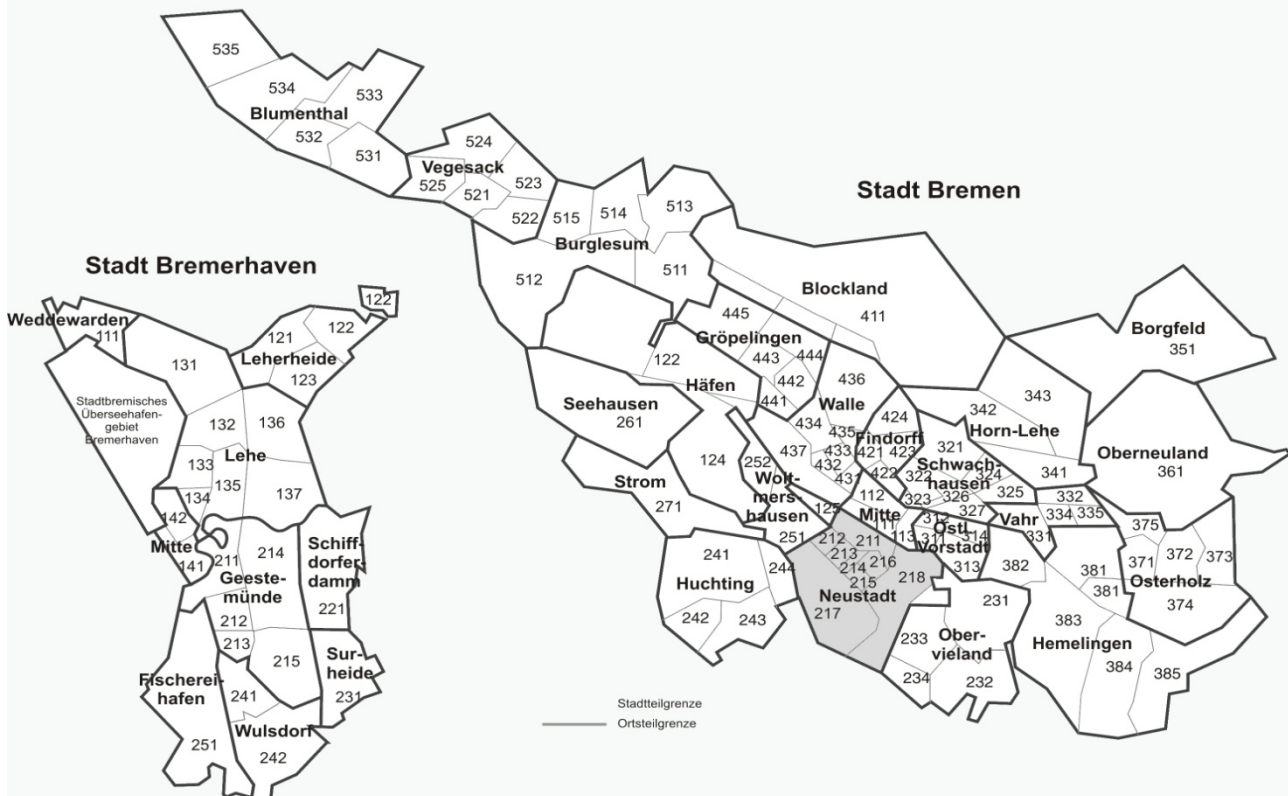 535
534
533
Blumenthal
532
531
524
Vegesack
525
521
523
522
515
514
513
Stadt Bremen
Burglesum
512
511
Stadt Bremerhaven
Blockland
411
122
Weddewarden
111
121
122
Leherheide
123
131
Stadtbremisches
Überseehafen-
gebiet
Bremerhaven
132
136
Lehe
133
135
134
137
142
Mitte
141
211
214
Geeste-
münde
Schiff-
dorfer-
damm
221
212
213
215
Sur-
heide
231
Fischerei-
hafen
241
Wulsdorf
251
242
445
Gröpelingen
443
444
122
442
441
Häfen
436
Walle
Borgfeld
351
343
342
Horn-Lehe
341
Seehausen
261
434
435
437
433
432
431
424
Findorff
421
423
422
321
Schwach-
hausen
322
324
323
326
325
327
Oberneuland
361
124
252
Strom
271
Wolt-
mers-
hausen
251
125
112
Mitte
111
113
312
Östl.
Vorstadt
311
314
313
332
Vahr
334
335
331
375
372
373
371
Osterholz
374
241
244
Huchting
242
243
212
211
213
214
216
215
218
Neustadt
217
382
381
381
383
Hemelingen
384
385
231
233
Ober-
vieland
234
232
Stadtteilgrenze
Ortsteilgrenze